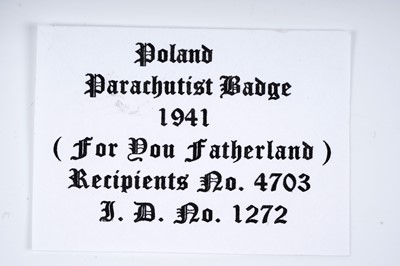 Poland
Parachutist Badge
1941
( For You Fatherland )
Recipients No. 4703
I. D. No. 1272